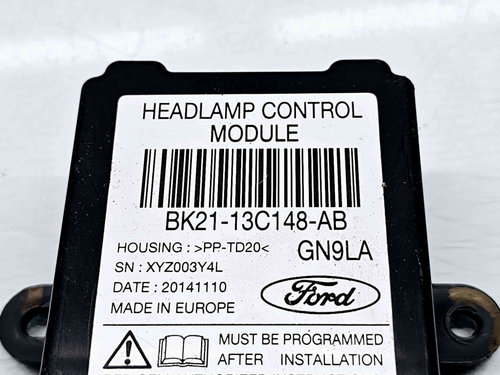 HEADLAMP CONTROL
MODULE
BK21-13C148-AB
HOUSING : >PP-TD20< GN9LA
SN : XYZ003Y4L
DATE : 20141110
MADE IN EUROPE
Ford
MUST BE PROGRAMMED
AFTER INSTALLATION